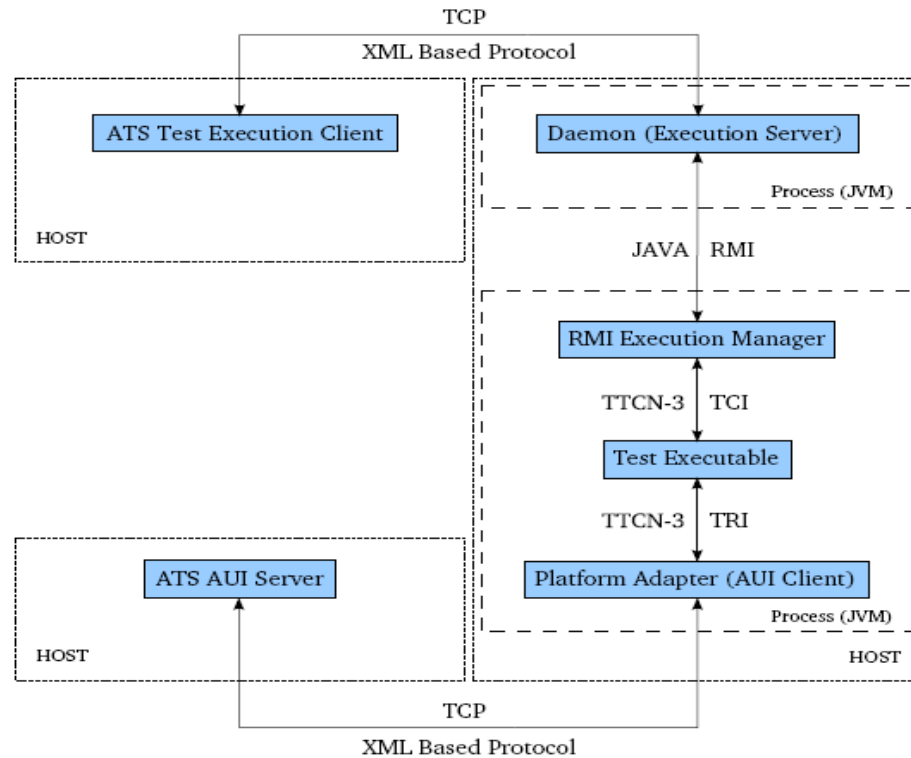 TCP
XML Based Protocol
ATS Test Execution Client
Daemon (Execution Server)
Process (JVM)
HOST
JAVA RMI
RMI Execution Manager
TTCN-3 TCI
Test Executable
TTCN-3 TRI
ATS AUI Server
Platform Adapter (AUI Client)
Process (JVM)
HOST
HOST
TCP
XML Based Protocol